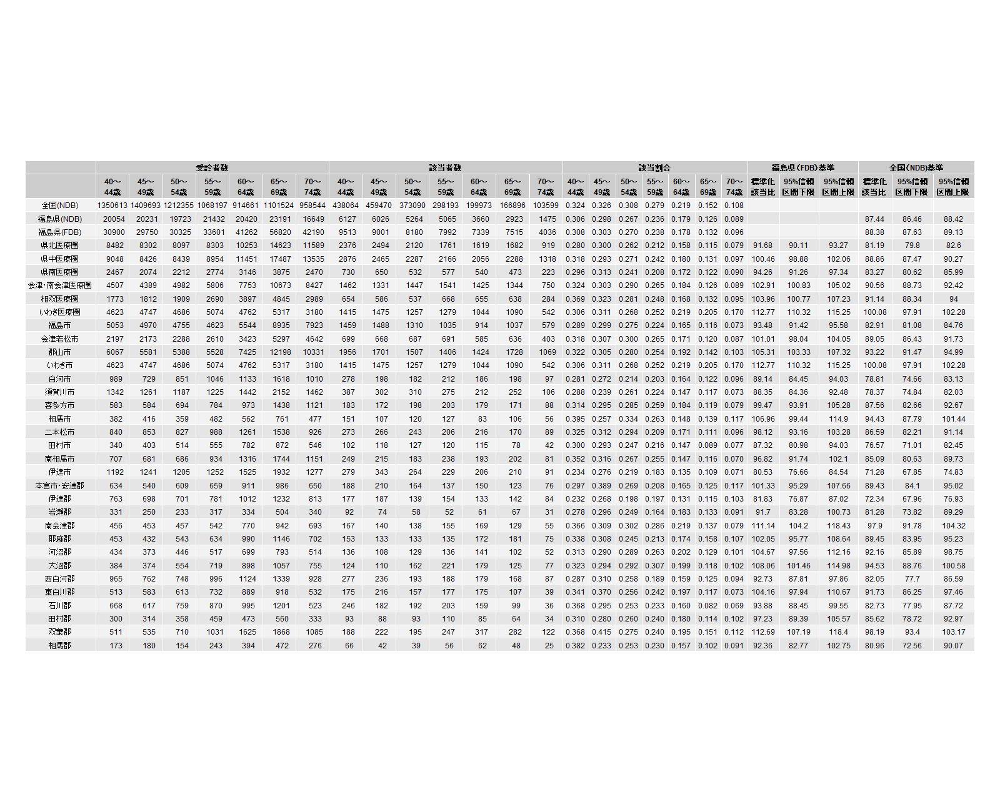 受診者数 該当者数 該当割合 福島県(FDB)基準 全国(NDB)基準
40～ 45～ 50～ 55～ 60～ 65～ 70～ 40～ 45～ 50～ 55～ 60～ 65～ 70～ 40～ 45～ 50～ 55～ 60～ 65～ 70～ 標準化 95%信頼 95%信頼 標準化 95%信頼 95%信頼
44歳 49歳 54歳 59歳 64歳 69歳 74歳 44歳 49歳 54歳 59歳 64歳 69歳 74歳 44歳 49歳 54歳 59歳 64歳 69歳 74歳 該当比 区間下限 区間上限 該当比 区間下限 区間上限
全国(NDB) 1350613 1409693 1212355 1068197 914661 1101524 958544 438064 459470 373090 298193 199973 166896 103599 0.324 0.326 0.308 0.279 0.219 0.152 0.108
福島県(NDB) 20054 20231 19723 21432 20420 23191 16649 6127 6026 5264 5065 3660 2923 1475 0.306 0.298 0.267 0.236 0.179 0.126 0.089 87.44 86.46 88.42
福島県(FDB) 30900 29750 30325 33601 41262 56820 42190 9513 9001 8180 7992 7339 7515 4036 0.308 0.303 0.270 0.238 0.178 0.132 0.096 88.38 87.63 89.13
県北医療圏 8482 8302 8097 8303 10253 14623 11589 2376 2494 2120 1761 1619 1682 919 0.280 0.300 0.262 0.212 0.158 0.115 0.079 91.68 90.11 93.27 81.19 79.8 82.6
県中医療圏 9048 8426 8439 8954 11451 17487 13535 2876 2465 2287 2166 2056 2288 1318 0.318 0.293 0.271 0.242 0.180 0.131 0.097 100.46 98.88 102.06 88.86 87.47 90.27
県南医療圏 2467 2074 2212 2774 3146 3875 2470 730 650 532 577 540 473 223 0.296 0.313 0.241 0.208 0.172 0.122 0.090 94.26 91.26 97.34 83.27 80.62 85.99
会津・南会津医療圏 4507 4389 4982 5806 7753 10673 8427 1462 1331 1447 1541 1425 1344 750 0.324 0.303 0.290 0.265 0.184 0.126 0.089 102.91 100.83 105.02 90.56 88.73 92.42
相双医療圏 1773 1812 1909 2690 3897 4845 2989 654 586 537 668 655 638 284 0.369 0.323 0.281 0.248 0.168 0.132 0.095 103.96 100.77 107.23 91.14 88.34 94
いわき医療圏 4623 4747 4686 5074 4762 5317 3180 1415 1475 1257 1279 1044 1090 542 0.306 0.311 0.268 0.252 0.219 0.205 0.170 112.77 110.32 115.25 100.08 97.91 102.28
福島市 5053 4970 4755 4623 5544 8935 7923 1459 1488 1310 1035 914 1037 579 0.289 0.299 0.275 0.224 0.165 0.116 0.073 93.48 91.42 95.58 82.91 81.08 84.76
会津若松市 2197 2173 2288 2610 3423 5297 4642 699 668 687 691 585 636 403 0.318 0.307 0.300 0.265 0.171 0.120 0.087 101.01 98.04 104.05 89.05 86.43 91.73
郡山市 6067 5581 5388 5528 7425 12198 10331 1956 1701 1507 1406 1424 1728 1069 0.322 0.305 0.280 0.254 0.192 0.142 0.103 105.31 103.33 107.32 93.22 91.47 94.99
いわき市 4623 4747 4686 5074 4762 5317 3180 1415 1475 1257 1279 1044 1090 542 0.306 0.311 0.268 0.252 0.219 0.205 0.170 112.77 110.32 115.25 100.08 97.91 102.28
白河市 989 729 851 1046 1133 1618 1010 278 198 182 212 186 198 97 0.281 0.272 0.214 0.203 0.164 0.122 0.096 89.14 84.45 94.03 78.81 74.66 83.13
須賀川市 1342 1261 1187 1225 1442 2152 1462 387 302 310 275 212 252 106 0.288 0.239 0.261 0.224 0.147 0.117 0.073 88.35 84.36 92.48 78.37 74.84 82.03
喜多方市 583 584 694 784 973 1438 1121 183 172 198 203 179 171 88 0.314 0.295 0.285 0.259 0.184 0.119 0.079 99.47 93.91 105.28 87.56 82.66 92.67
相馬市 382 416 359 482 562 761 477 151 107 120 127 83 106 56 0.395 0.257 0.334 0.263 0.148 0.139 0.117 106.96 99.44 114.9 94.43 87.79 101.44
二本松市 840 853 827 988 1261 1538 926 273 266 243 206 216 170 89 0.325 0.312 0.294 0.209 0.171 0.111 0.096 98.12 93.16 103.28 86.59 82.21 91.14
田村市 340 403 514 555 782 872 546 102 118 127 120 115 78 42 0.300 0.293 0.247 0.216 0.147 0.089 0.077 87.32 80.98 94.03 76.57 71.01 82.45
南相馬市 707 681 686 934 1316 1744 1151 249 215 183 238 193 202 81 0.352 0.316 0.267 0.255 0.147 0.116 0.070 96.82 91.74 102.1 85.09 80.63 89.73
伊達市 1192 1241 1205 1252 1525 1932 1277 279 343 264 229 206 210 91 0.234 0.276 0.219 0.183 0.135 0.109 0.071 80.53 76.66 84.54 71.28 67.85 74.83
本宮市・安達郡 634 540 609 659 911 986 650 188 210 164 137 150 123 76 0.297 0.389 0.269 0.208 0.165 0.125 0.117 101.33 95.29 107.66 89.43 84.1 95.02
伊達郡 763 698 701 781 1012 1232 813 177 187 139 154 133 142 84 0.232 0.268 0.198 0.197 0.131 0.115 0.103 81.83 76.87 87.02 72.34 67.96 76.93
岩瀬郡 331 250 233 317 334 504 340 92 74 58 52 61 67 31 0.278 0.296 0.249 0.164 0.183 0.133 0.091 91.7 83.28 100.73 81.28 73.82 89.29
南会津郡 456 453 457 542 770 942 693 167 140 138 155 169 129 55 0.366 0.309 0.302 0.286 0.219 0.137 0.079 111.14 104.2 118.43 97.9 91.78 104.32
耶麻郡 453 432 543 634 990 1146 702 153 133 133 135 172 181 75 0.338 0.308 0.245 0.213 0.174 0.158 0.107 102.05 95.77 108.64 89.45 83.95 95.23
河沼郡 434 373 446 517 699 793 514 136 108 129 136 141 102 52 0.313 0.290 0.289 0.263 0.202 0.129 0.101 104.67 97.56 112.16 92.16 85.89 98.75
大沼郡 384 374 554 719 898 1057 755 124 110 162 221 179 125 77 0.323 0.294 0.292 0.307 0.199 0.118 0.102 108.06 101.46 114.98 94.53 88.76 100.58
西白河郡 965 762 748 996 1124 1339 928 277 236 193 188 179 168 87 0.287 0.310 0.258 0.189 0.159 0.125 0.094 92.73 87.81 97.86 82.05 77.7 86.59
東白川郡 513 583 613 732 889 918 532 175 216 157 177 175 107 39 0.341 0.370 0.256 0.242 0.197 0.117 0.073 104.16 97.94 110.67 91.73 86.25 97.46
石川郡 668 617 759 870 995 1201 523 246 182 192 203 159 99 36 0.368 0.295 0.253 0.233 0.160 0.082 0.069 93.88 88.45 99.55 82.73 77.95 87.72
田村郡 300 314 358 459 473 560 333 93 88 93 110 85 64 34 0.310 0.280 0.260 0.240 0.180 0.114 0.102 97.23 89.39 105.57 85.62 78.72 92.97
双葉郡 511 535 710 1031 1625 1868 1085 188 222 195 247 317 282 122 0.368 0.415 0.275 0.240 0.195 0.151 0.112 112.69 107.19 118.4 98.19 93.4 103.17
相馬郡 173 180 154 243 394 472 276 66 42 39 56 62 48 25 0.382 0.233 0.253 0.230 0.157 0.102 0.091 92.36 82.77 102.75 80.96 72.56 90.07